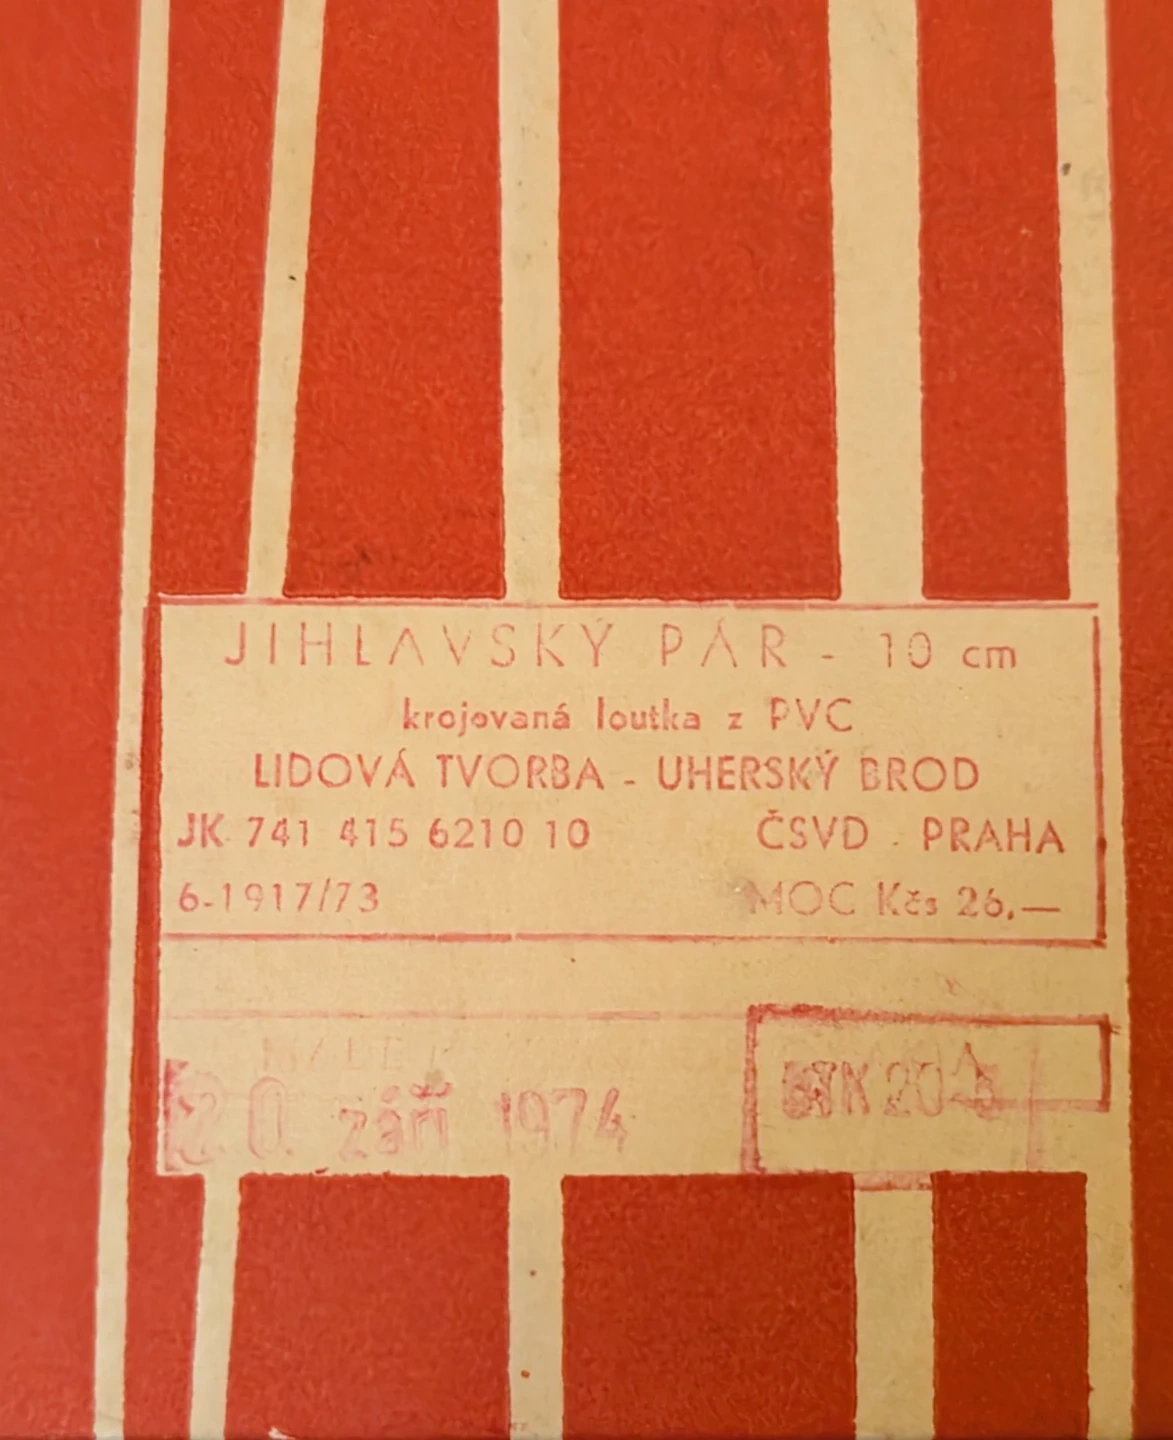 JIHLAVSKÝ PÁR - 10 cm
krojovaná loutka z PVC
LIDOVÁ TVORBA - UHERSKÝ BROD
JK 741 415 6210 10 ČSVD - PRAHA
6-1917/73 MOC Kčs 26,—
20. září 1974